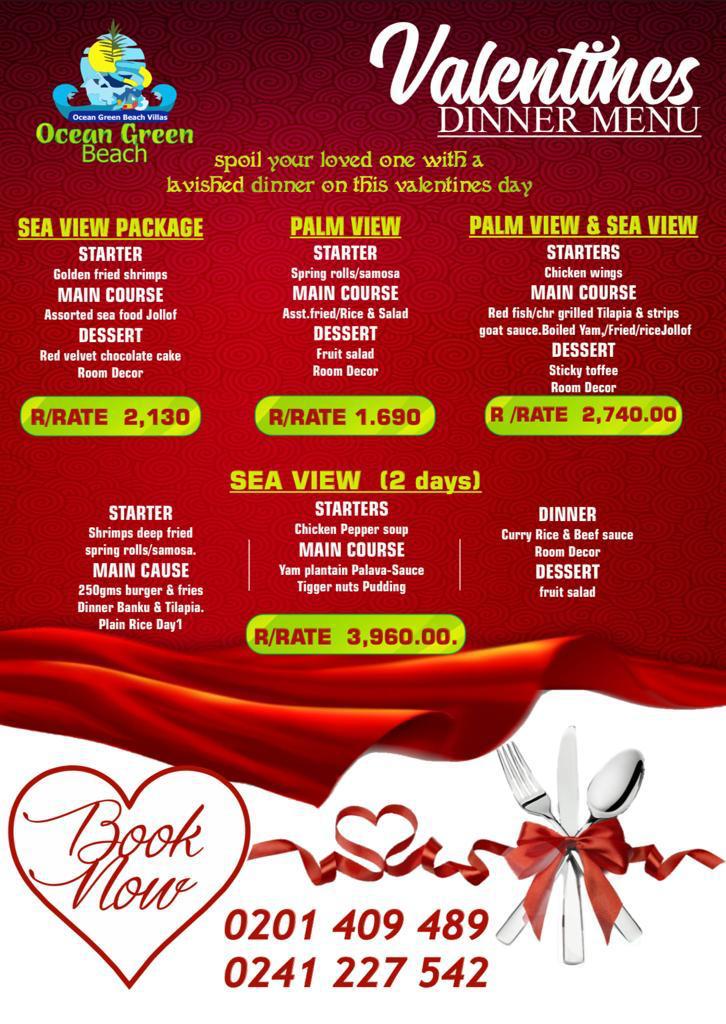 Ocean Green Beach Villas
Ocean Green
Beach
Valentines
DINNER MENU
spoil your loved one with a
lavished dinner on this valentines day
SEA VIEW PACKAGE
STARTER
Golden fried shrimps
MAIN COURSE
Assorted sea food Jollof
DESSERT
Red velvet chocolate cake
Room Decor
R/RATE 2,130
PALM VIEW
STARTER
Spring rolls/samosa
MAIN COURSE
Asst.fried/Rice & Salad
DESSERT
Fruit salad
Room Decor
R/RATE 1.690
PALM VIEW & SEA VIEW
STARTERS
Chicken wings
MAIN COURSE
Red fish/chr grilled Tilapia & strips
goat sauce.Boiled Yam,/Fried/riceJollof
DESSERT
Sticky toffee
Room Decor
R /RATE 2,740.00
SEA VIEW (2 days)
STARTER
Shrimps deep fried
spring rolls/samosa.
MAIN CAUSE
250gms burger & fries
Dinner Banku & Tilapia.
Plain Rice Day1
STARTERS
Chicken Pepper soup
MAIN COURSE
Yam plantain Palava-Sauce
Tigger nuts Pudding
DINNER
Curry Rice & Beef sauce
Room Decor
DESSERT
fruit salad
R/RATE 3,960.00.
Book
Now
0201 409 489
0241 227 542